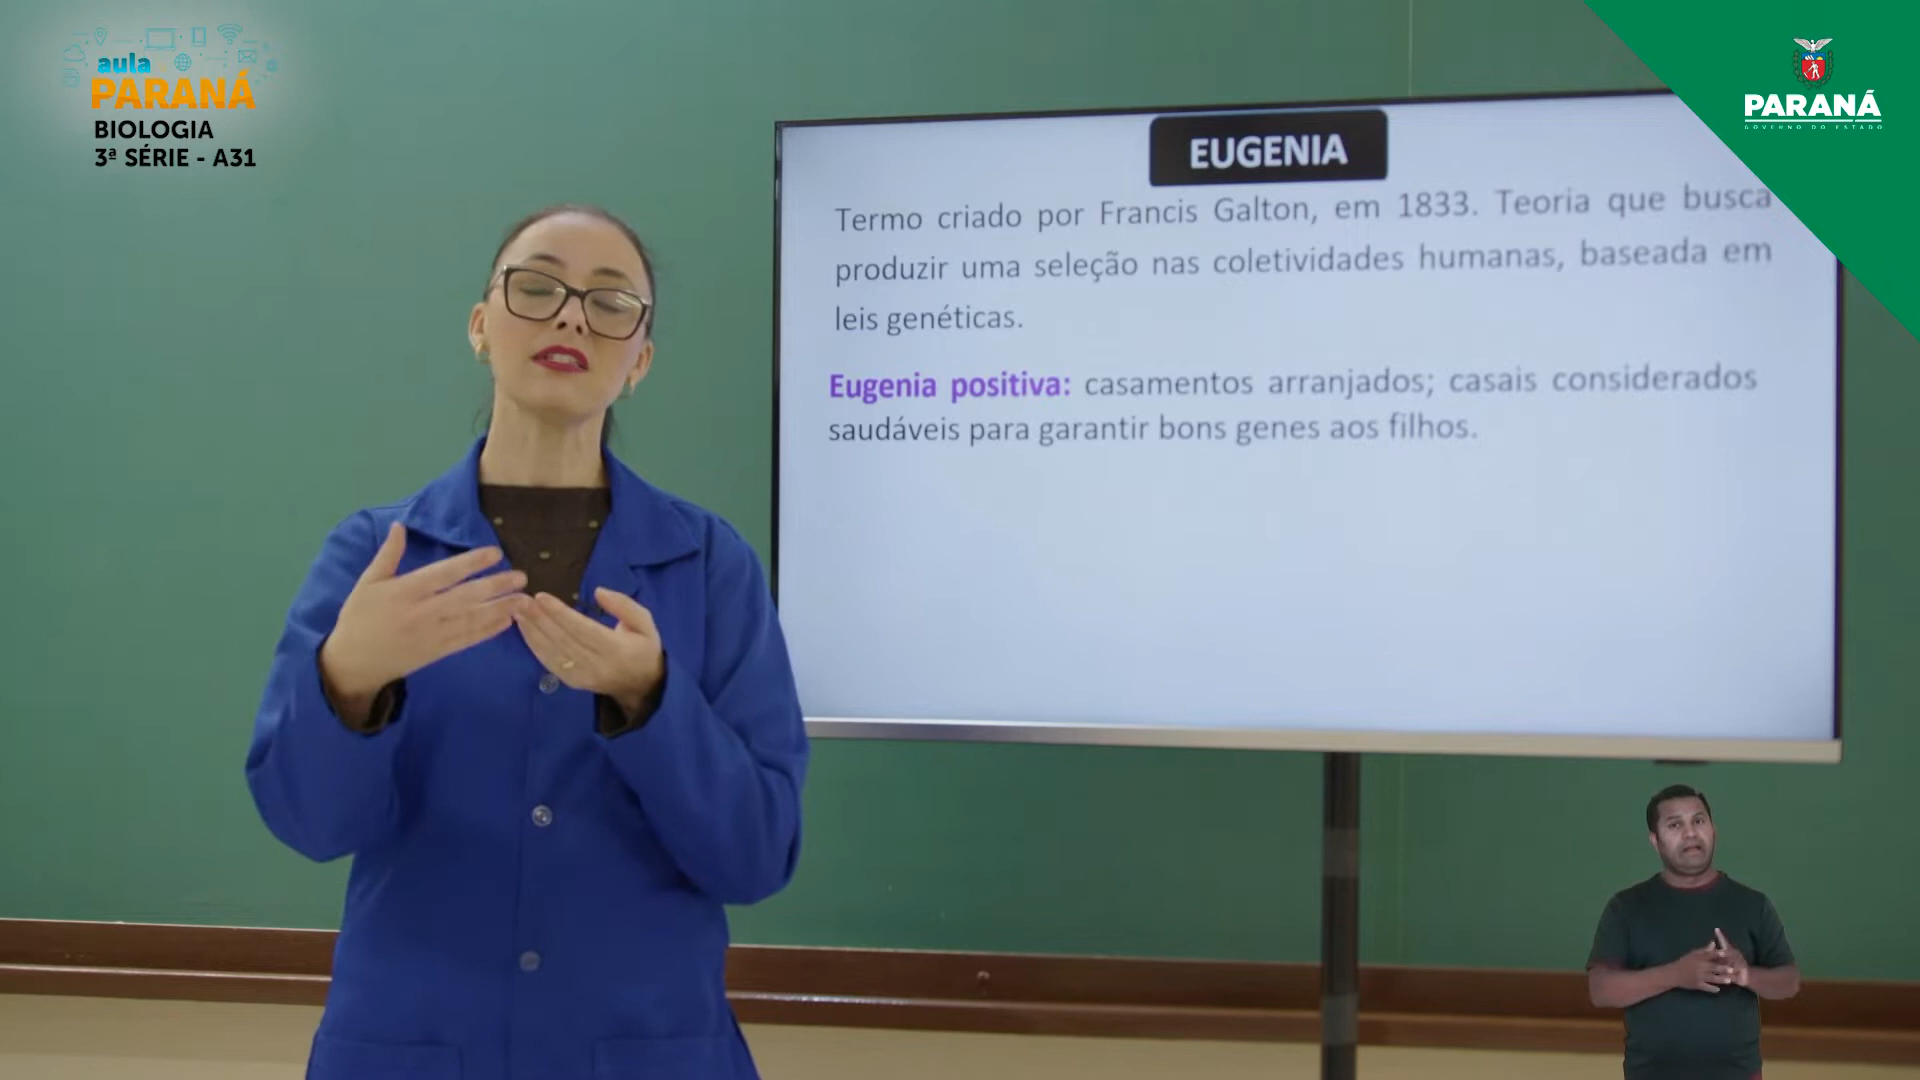 aula
PARANÁ
BIOLOGIA
3ª SÉRIE - A31
PARANÁ
GOVERNO DO ESTADO
EUGENIA
Termo criado por Francis Galton, em 1833. Teoria que busca
produzir uma seleção nas coletividades humanas, baseada em
leis genéticas.
Eugenia positiva: casamentos arranjados; casais considerados
saudáveis para garantir bons genes aos filhos.